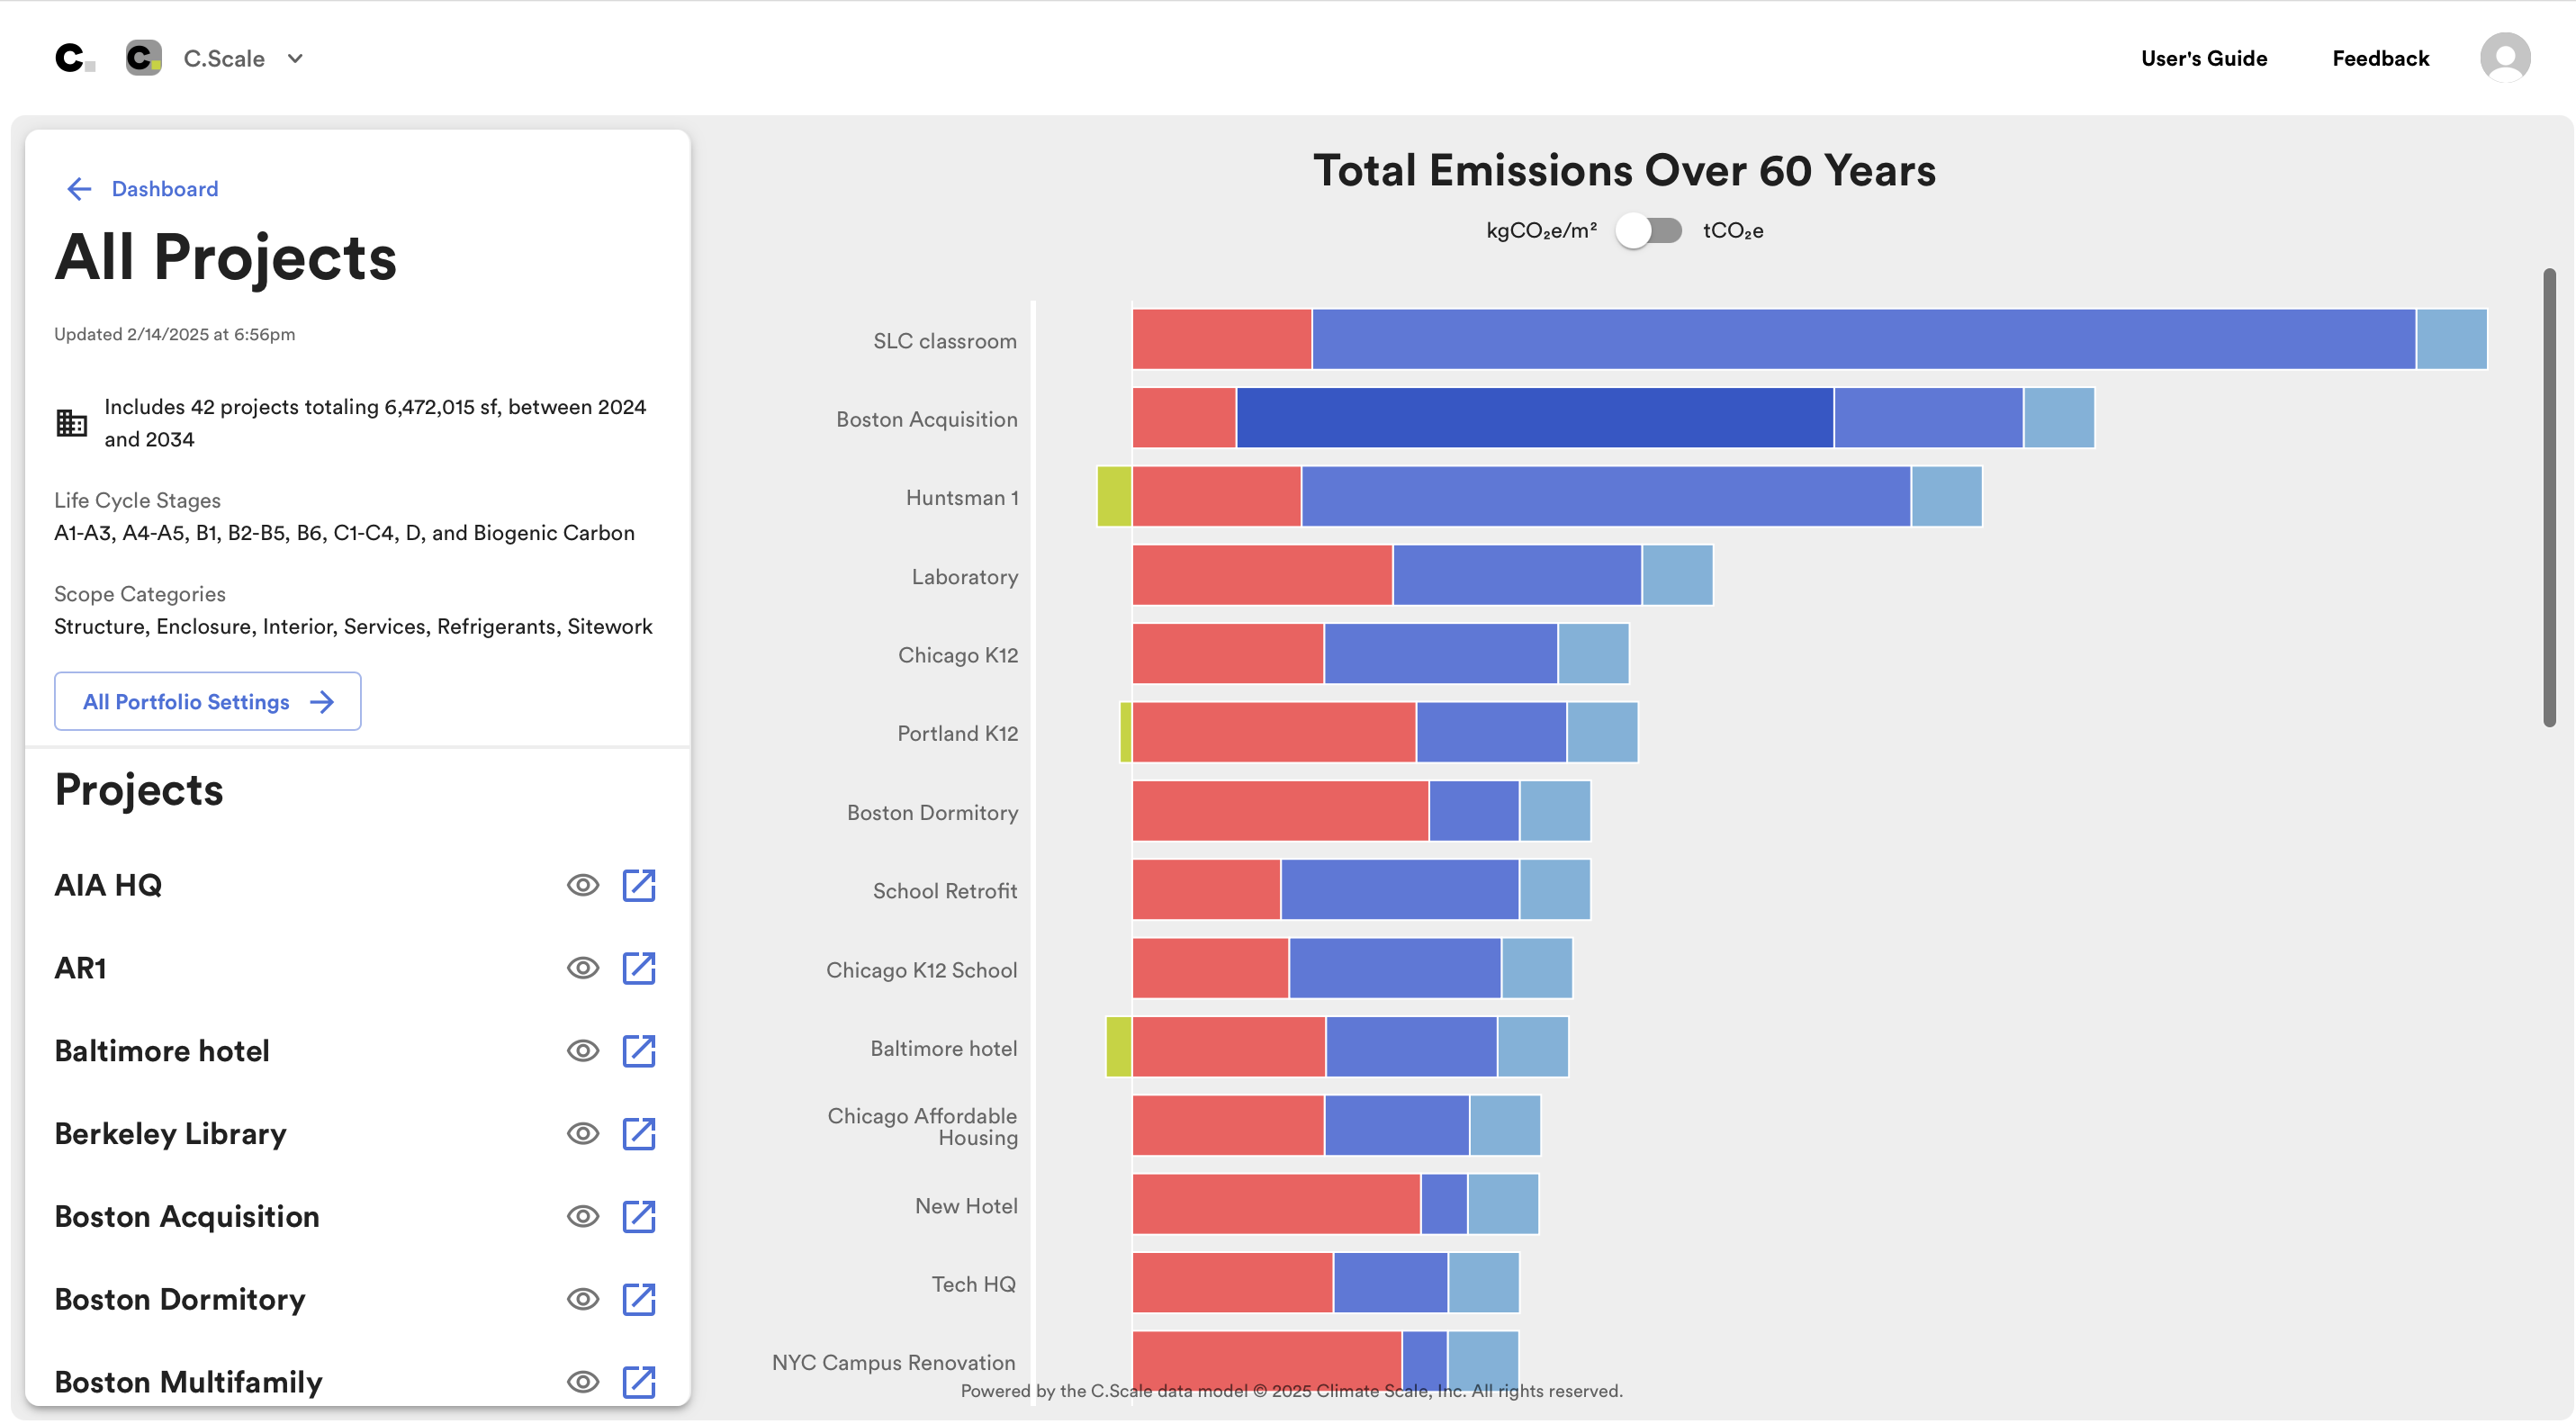 C.
C.
C.Scale
User's Guide
Feedback
Dashboard
All Projects
Updated 2/14/2025 at 6:56pm
Includes 42 projects totaling 6,472,015 sf, between 2024
and 2034
Life Cycle Stages
A1-A3, A4-A5, B1, B2-B5, B6, C1-C4, D, and Biogenic Carbon
Scope Categories
Structure, Enclosure, Interior, Services, Refrigerants, Sitework
All Portfolio Settings
Projects
AIA HQ
AR1
Baltimore hotel
Berkeley Library
Boston Acquisition
Boston Dormitory
Boston Multifamily
Total Emissions Over 60 Years
kgCO₂e/m²
tCO₂e
SLC classroom
Boston Acquisition
Huntsman 1
Laboratory
Chicago K12
Portland K12
Boston Dormitory
School Retrofit
Chicago K12 School
Baltimore hotel
Chicago Affordable
Housing
New Hotel
Tech HQ
NYC Campus Renovation
Powered by the C.Scale data model © 2025 Climate Scale, Inc. All rights reserved.